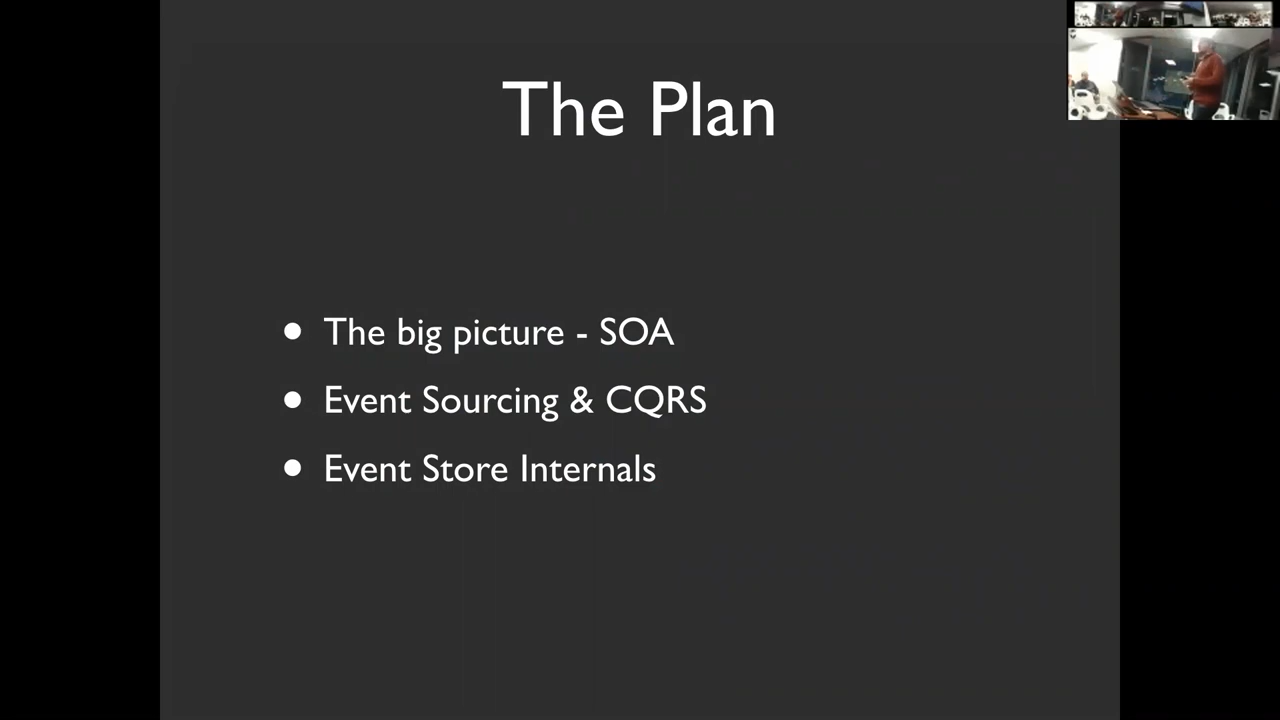 The Plan
• The big picture - SOA
• Event Sourcing & CQRS
• Event Store Internals